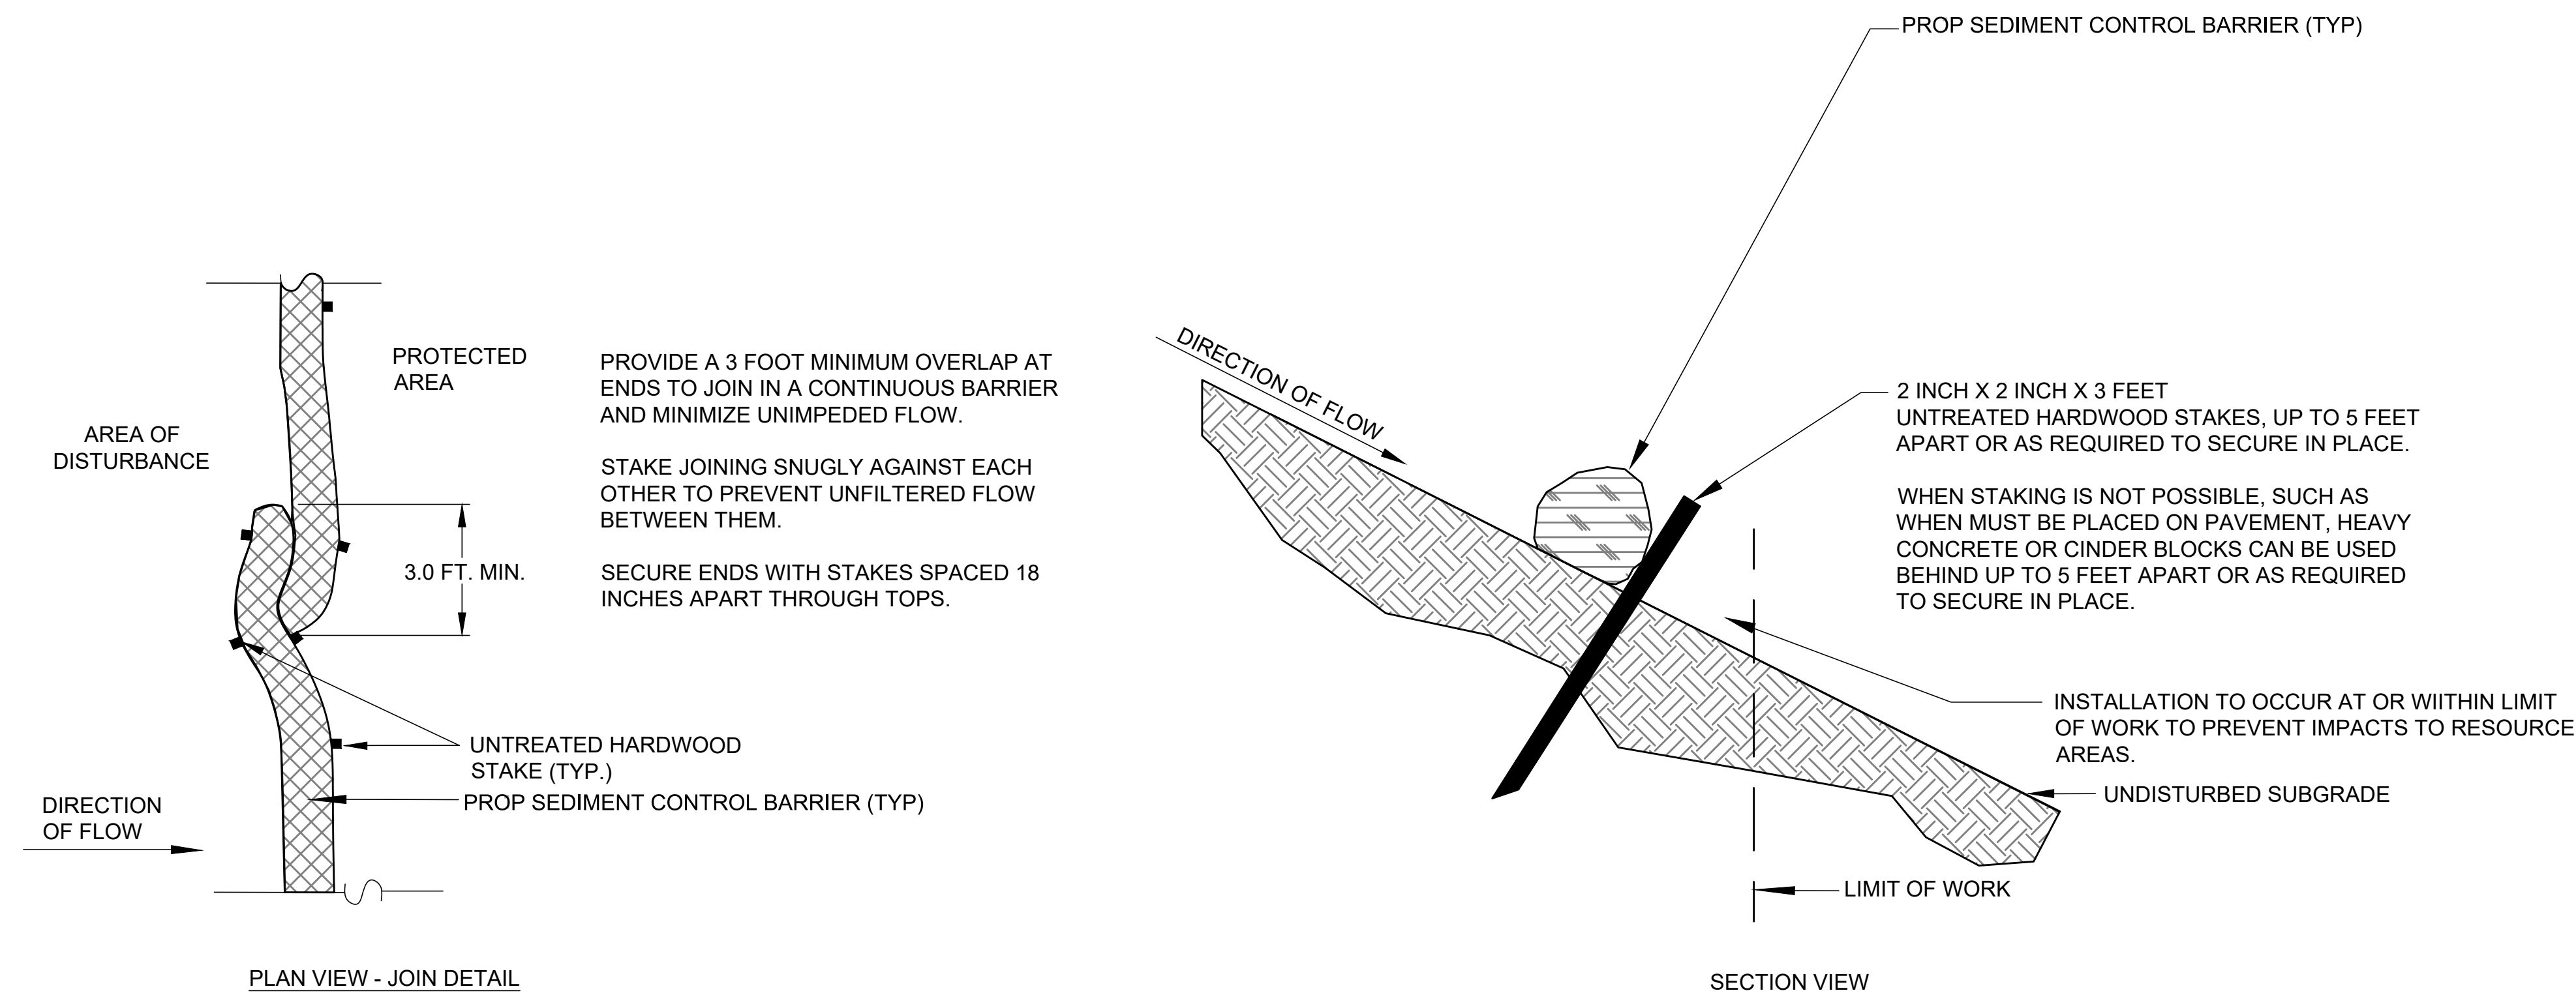 PROP SEDIMENT CONTROL BARRIER (TYP)
PROTECTED
AREA
AREA OF
DISTURBANCE
PROVIDE A 3 FOOT MINIMUM OVERLAP AT
ENDS TO JOIN IN A CONTINUOUS BARRIER
AND MINIMIZE UNIMPEDED FLOW.
STAKE JOINING SNUGLY AGAINST EACH
OTHER TO PREVENT UNFILTERED FLOW
BETWEEN THEM.
SECURE ENDS WITH STAKES SPACED 18
INCHES APART THROUGH TOPS.
3.0 FT. MIN.
UNTREATED HARDWOOD
STAKE (TYP.)
PROP SEDIMENT CONTROL BARRIER (TYP)
DIRECTION
OF FLOW
PLAN VIEW - JOIN DETAIL
DIRECTION OF FLOW
2 INCH X 2 INCH X 3 FEET
UNTREATED HARDWOOD STAKES, UP TO 5 FEET
APART OR AS REQUIRED TO SECURE IN PLACE.
WHEN STAKING IS NOT POSSIBLE, SUCH AS
WHEN MUST BE PLACED ON PAVEMENT, HEAVY
CONCRETE OR CINDER BLOCKS CAN BE USED
BEHIND UP TO 5 FEET APART OR AS REQUIRED
TO SECURE IN PLACE.
INSTALLATION TO OCCUR AT OR WIITHIN LIMIT
OF WORK TO PREVENT IMPACTS TO RESOURCE
AREAS.
UNDISTURBED SUBGRADE
LIMIT OF WORK
SECTION VIEW